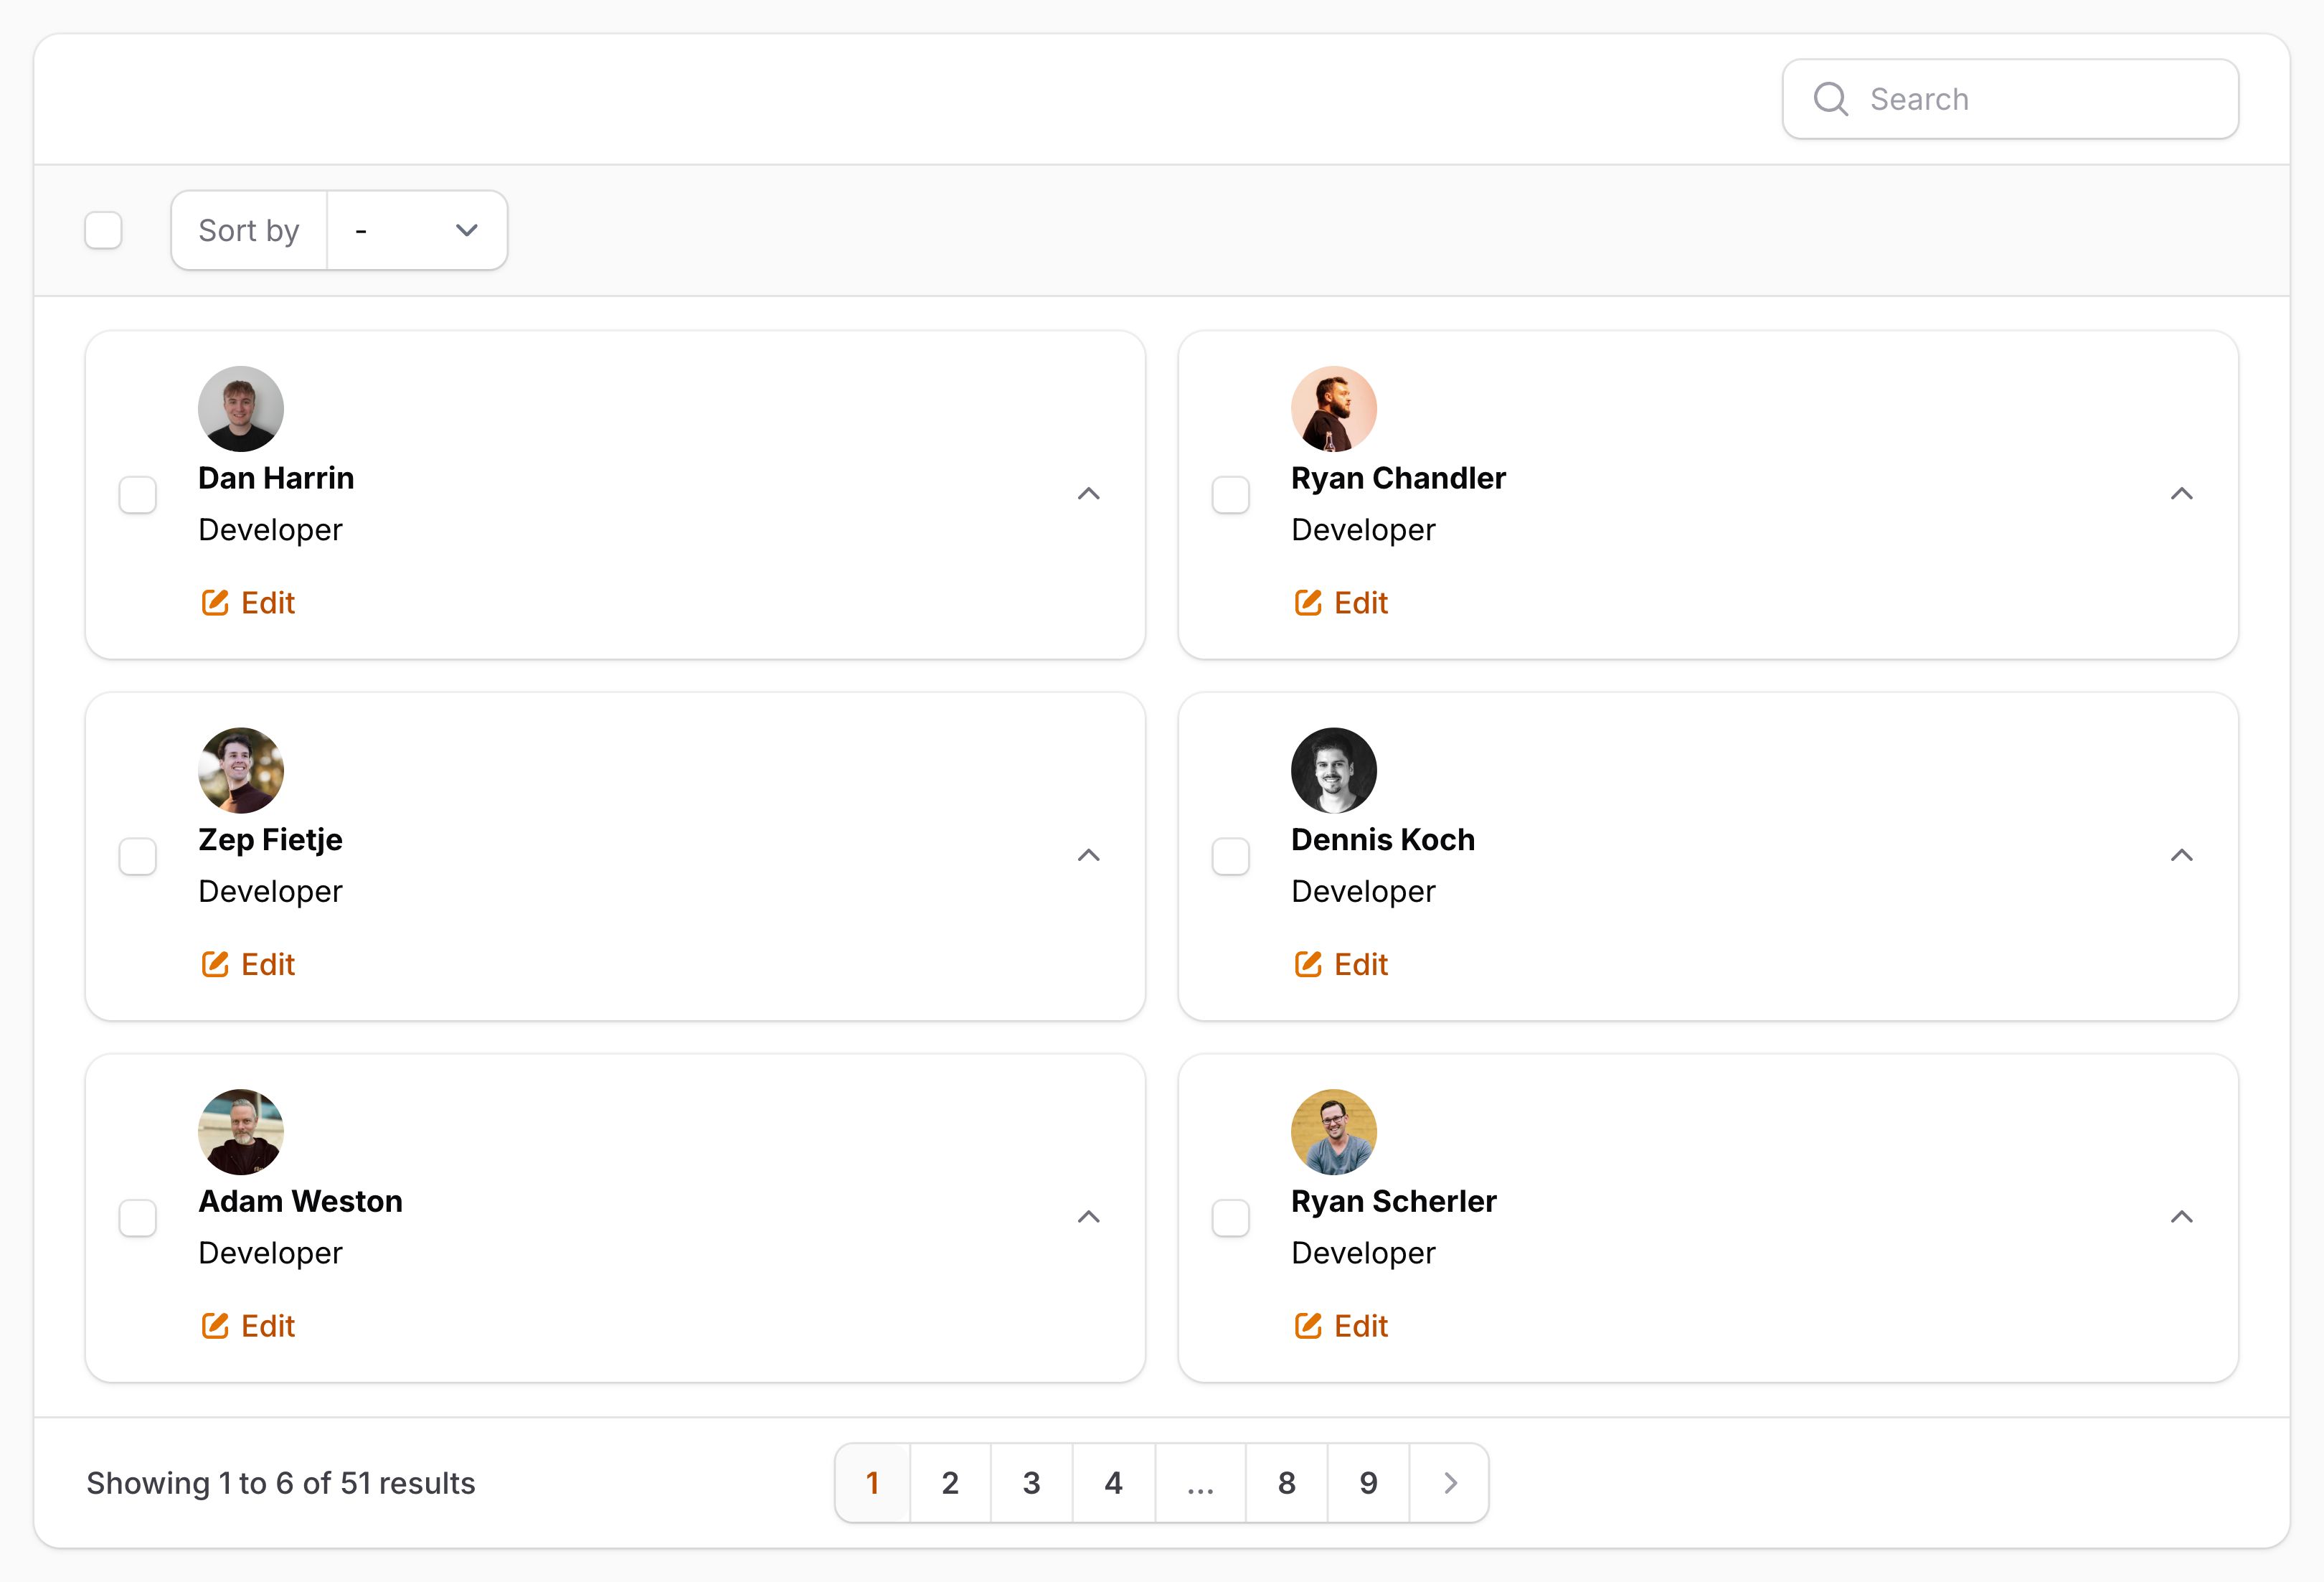 Search
Sort by -
Dan Harrin
Developer
Edit
Ryan Chandler
Developer
Edit
Zep Fietje
Developer
Edit
Dennis Koch
Developer
Edit
Adam Weston
Developer
Edit
Ryan Scherler
Developer
Edit
Showing 1 to 6 of 51 results
1 2 3 4 ... 8 9